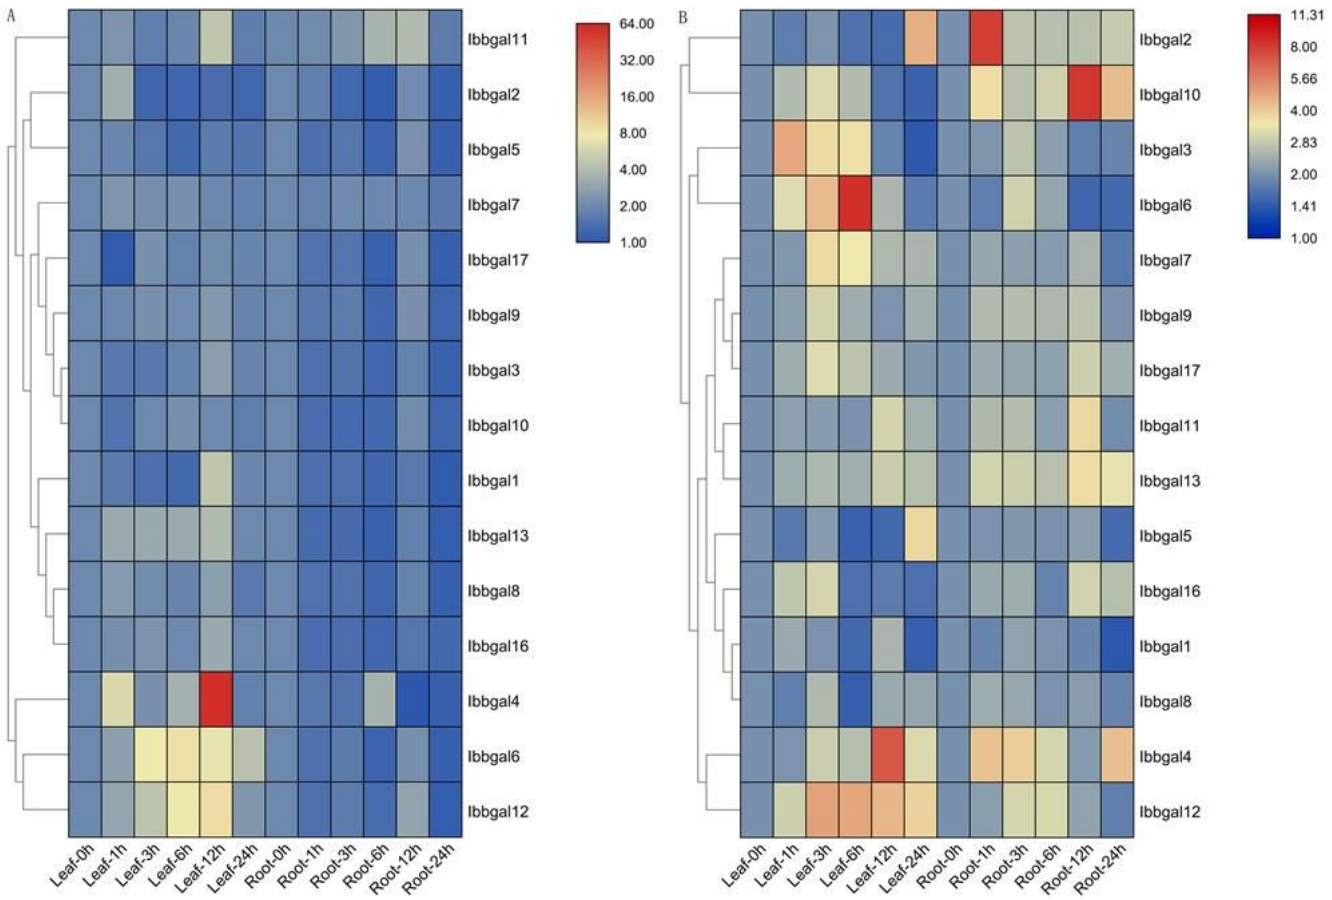 A
Ibbgal11
Ibbgal2
Ibbgal5
Ibbgal7
Ibbgal17
Ibbgal9
Ibbgal3
Ibbgal10
Ibbgal1
Ibbgal13
Ibbgal8
Ibbgal16
Ibbgal4
Ibbgal6
Ibbgal12
Leaf-0h
Leaf-1h
Leaf-3h
Leaf-6h
Leaf-12h
Leaf-24h
Root-0h
Root-1h
Root-3h
Root-6h
Root-12h
Root-24h
64.00
32.00
16.00
8.00
4.00
2.00
1.00
B
Ibbgal2
Ibbgal10
Ibbgal3
Ibbgal6
Ibbgal7
Ibbgal9
Ibbgal17
Ibbgal11
Ibbgal13
Ibbgal5
Ibbgal16
Ibbgal1
Ibbgal8
Ibbgal4
Ibbgal12
Leaf-0h
Leaf-1h
Leaf-3h
Leaf-6h
Leaf-12h
Leaf-24h
Root-0h
Root-1h
Root-3h
Root-6h
Root-12h
Root-24h
11.31
8.00
5.66
4.00
2.83
2.00
1.41
1.00